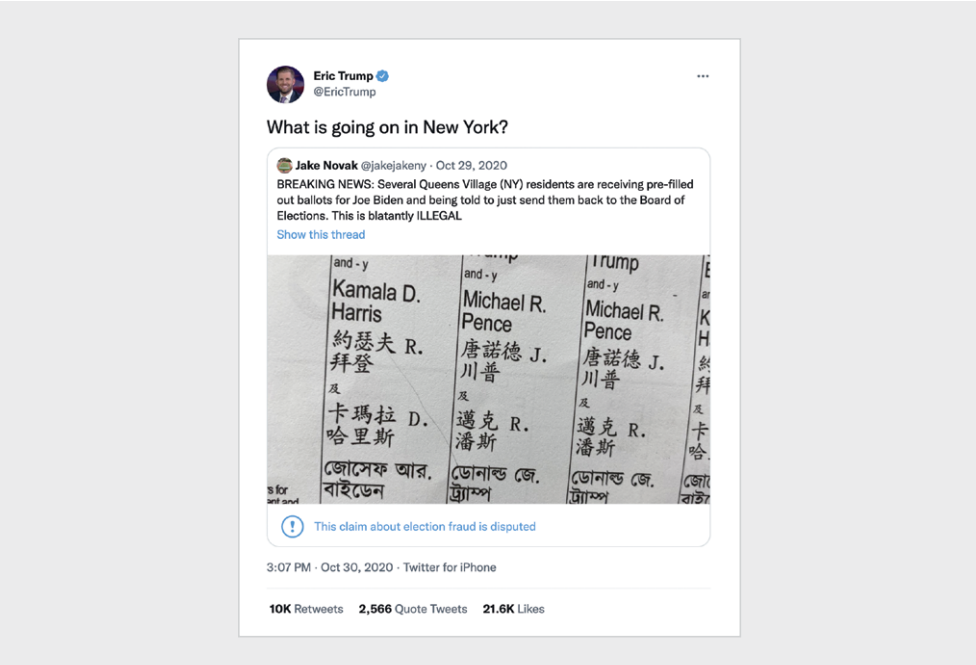 Eric Trump
@EricTrump
What is going on in New York?
Jake Novak @jakejakeny · Oct 29, 2020
BREAKING NEWS: Several Queens Village (NY) residents are receiving pre-filled
out ballots for Joe Biden and being told to just send them back to the Board of
Elections. This is blatantly ILLEGAL
Show this thread
and - y
Kamala D.
Harris
約瑟夫 R.
拜登
及
卡瑪拉 D.
哈里斯
জোসেফ আর.
বাইডেন
and - y
Michael R.
Pence
唐諾德 J.
川普
及
邁克 R.
潘斯
ডোনাল্ড জে.
ট্রাম্প
Trump
and - y
Michael R.
Pence
唐諾德 J.
川普
及
邁克 R.
潘斯
ডোনাল্ড জে.
ট্রাম্প
s for
This claim about election fraud is disputed
3:07 PM · Oct 30, 2020 · Twitter for iPhone
10K Retweets 2,566 Quote Tweets 21.6K Likes